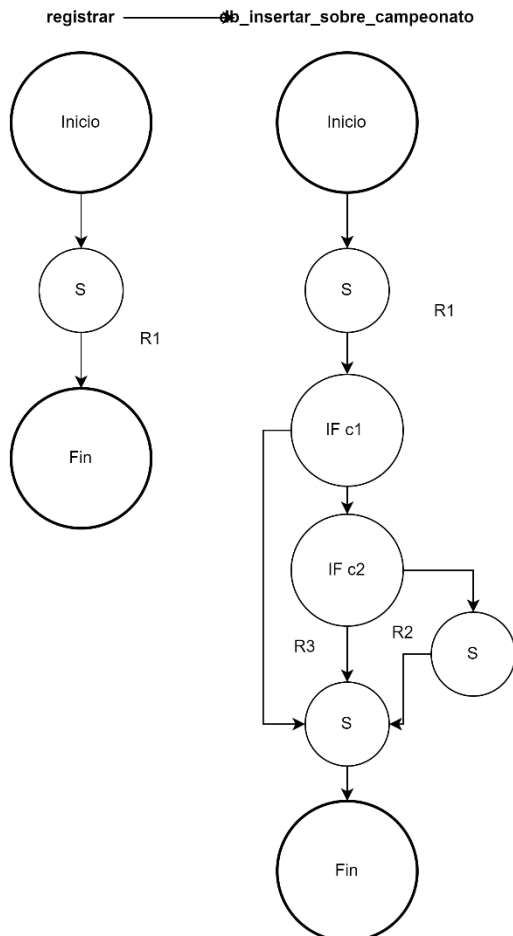 registrar
db_insertar_sobre_campeonato
Inicio
Inicio
S
S
R1
R1
Fin
IF c1
IF c2
R3
R2
S
S
Fin